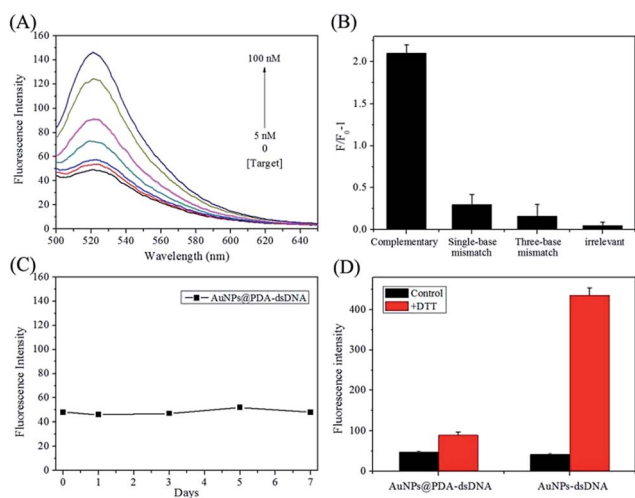 (A)
160
140
120
100
80
60
40
20
0
Fluorescence Intensity
100 nM
5 nM
0
[Target]
500 520 540 560 580 600 620 640
Wavelength (nm)
(B)
2.0
1.5
1.0
0.5
0.0
F/F0-1
Complementary
Single-base mismatch
Three-base mismatch
irrelevant
(C)
160
140
120
100
80
60
40
20
0
Fluorescence Intensity
AuNPs@PDA-dsDNA
0 1 2 3 4 5 6 7
Days
(D)
400
300
200
100
0
Fluorescence intensity
Control
+DTT
AuNPs@PDA-dsDNA
AuNPs-dsDNA